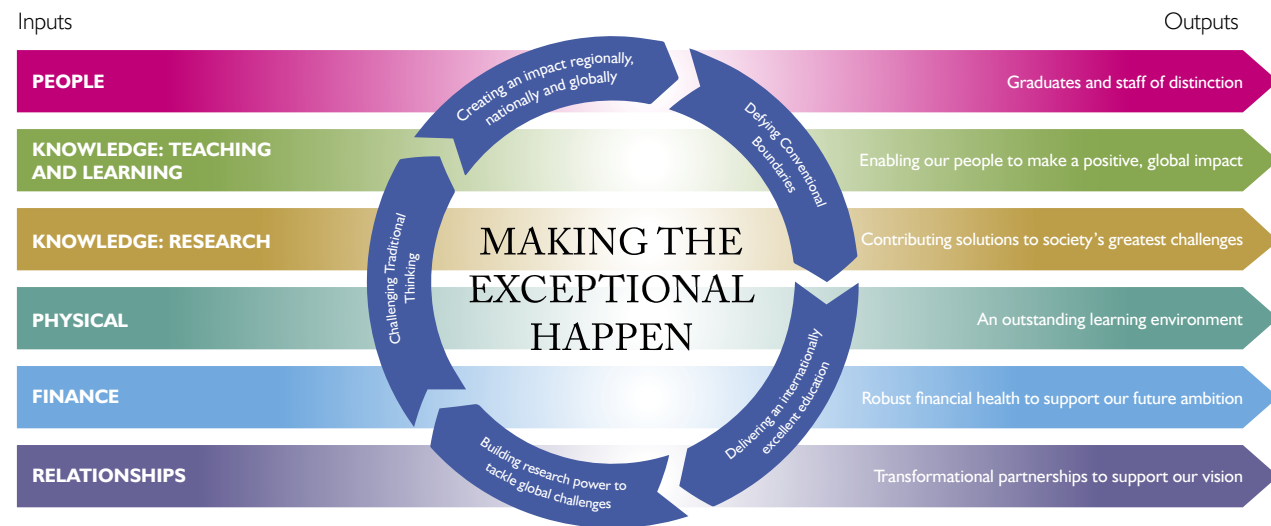 Inputs
Outputs
PEOPLE
Graduates and staff of distinction
KNOWLEDGE: TEACHING
AND LEARNING
Enabling our people to make a positive, global impact
KNOWLEDGE: RESEARCH
Contributing solutions to society’s greatest challenges
PHYSICAL
An outstanding learning environment
FINANCE
Robust financial health to support our future ambition
RELATIONSHIPS
Transformational partnerships to support our vision
Creating an impact regionally,
nationally and globally
Defying Conventional
Boundaries
Delivering an internationally
excellent education
Building research power to
tackle global challenges
Challenging Traditional
Thinking
MAKING THE
EXCEPTIONAL
HAPPEN